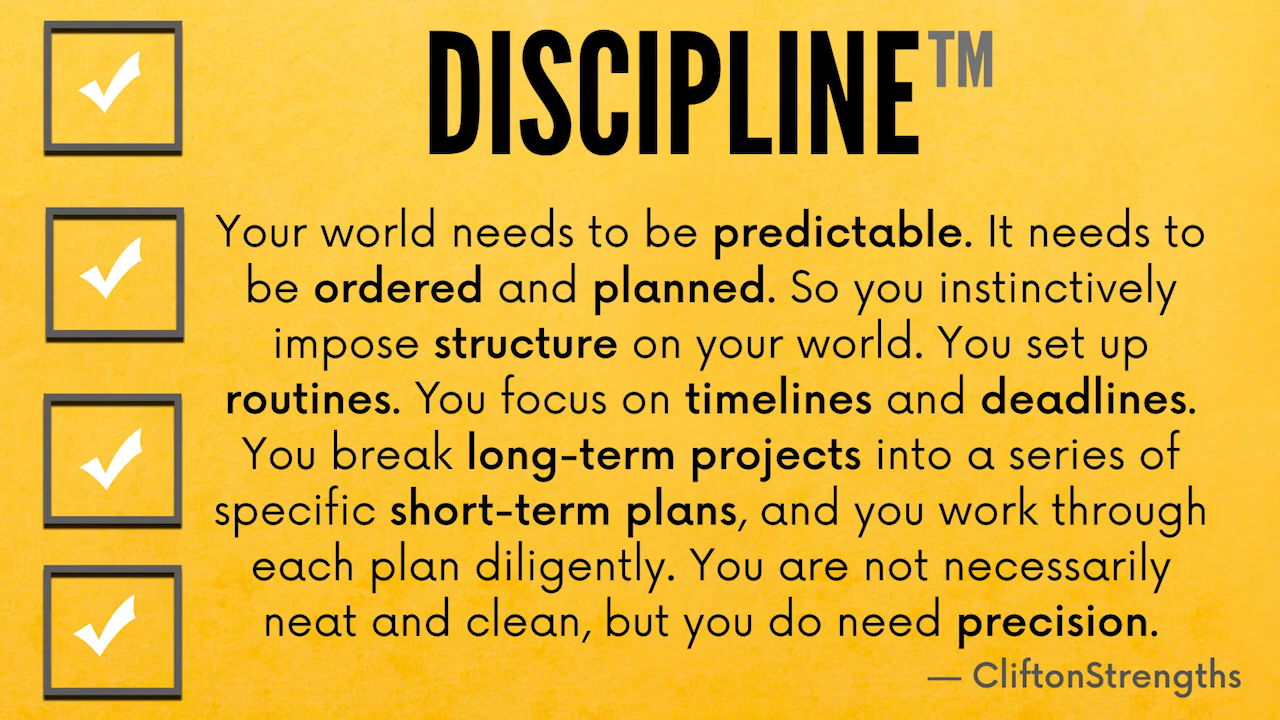 DISCIPLINE™
Your world needs to be predictable. It needs to
be ordered and planned. So you instinctively
impose structure on your world. You set up
routines. You focus on timelines and deadlines.
You break long-term projects into a series of
specific short-term plans, and you work through
each plan diligently. You are not necessarily
neat and clean, but you do need precision.
— CliftonStrengths